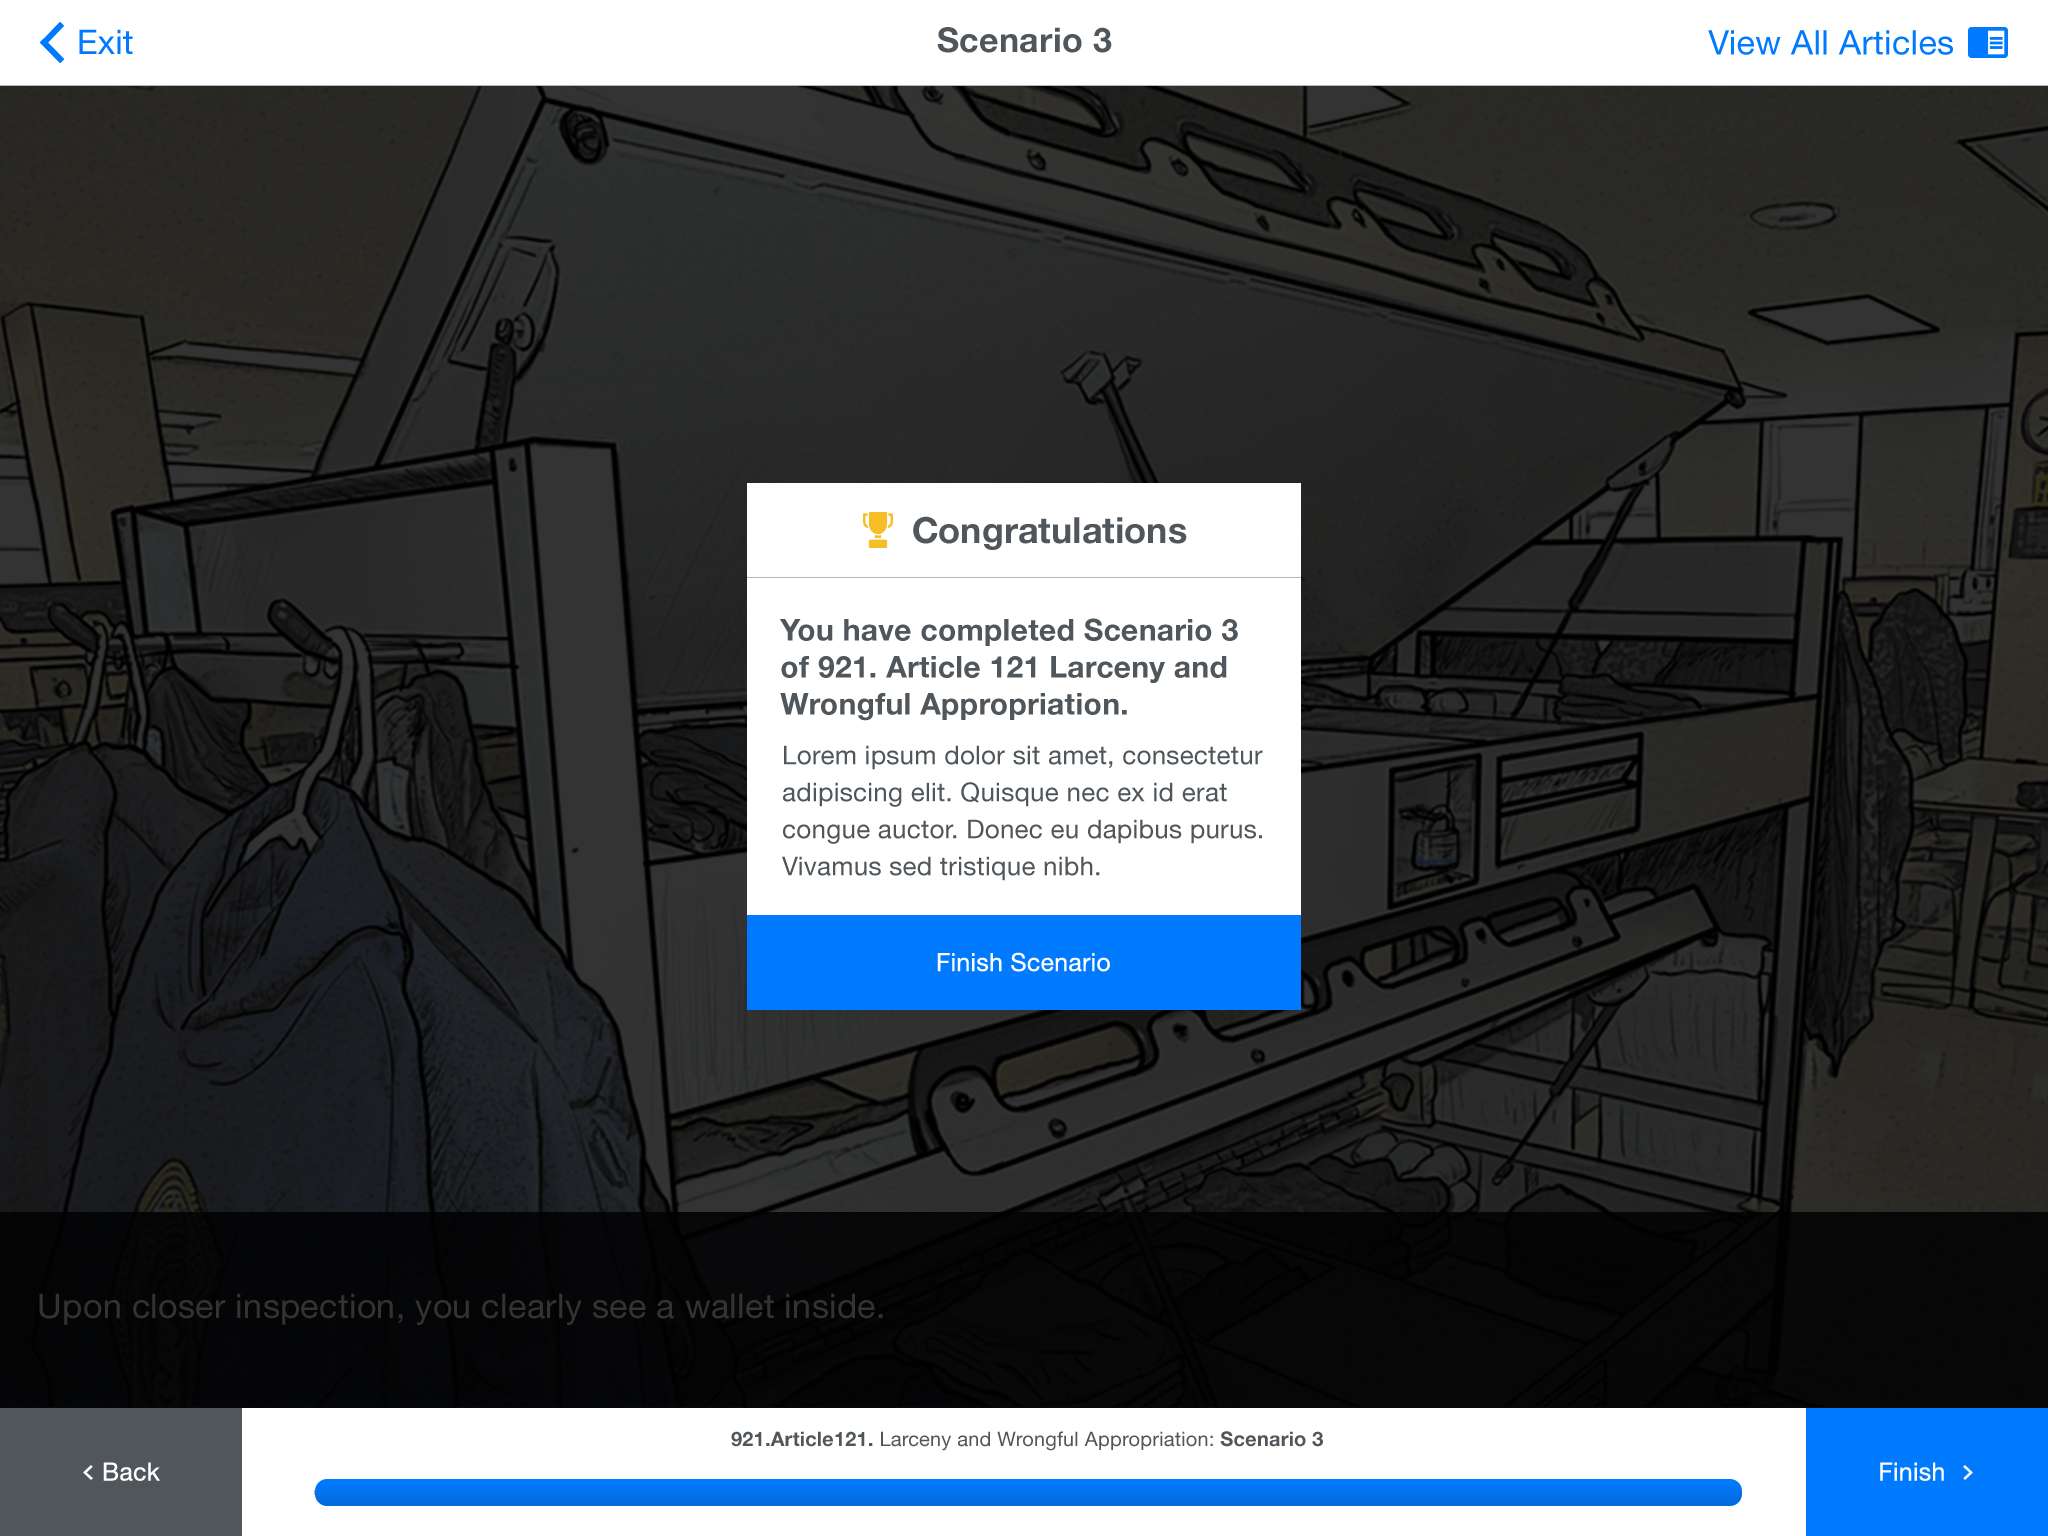 Exit
Scenario 3
View All Articles
Congratulations
You have completed Scenario 3
of 921. Article 121 Larceny and
Wrongful Appropriation.
Lorem ipsum dolor sit amet, consectetur
adipiscing elit. Quisque nec ex id erat
congue auctor. Donec eu dapibus purus.
Vivamus sed tristique nibh.
Finish Scenario
Upon closer inspection, you clearly see a wallet inside.
< Back
921.Article121. Larceny and Wrongful Appropriation: Scenario 3
Finish >